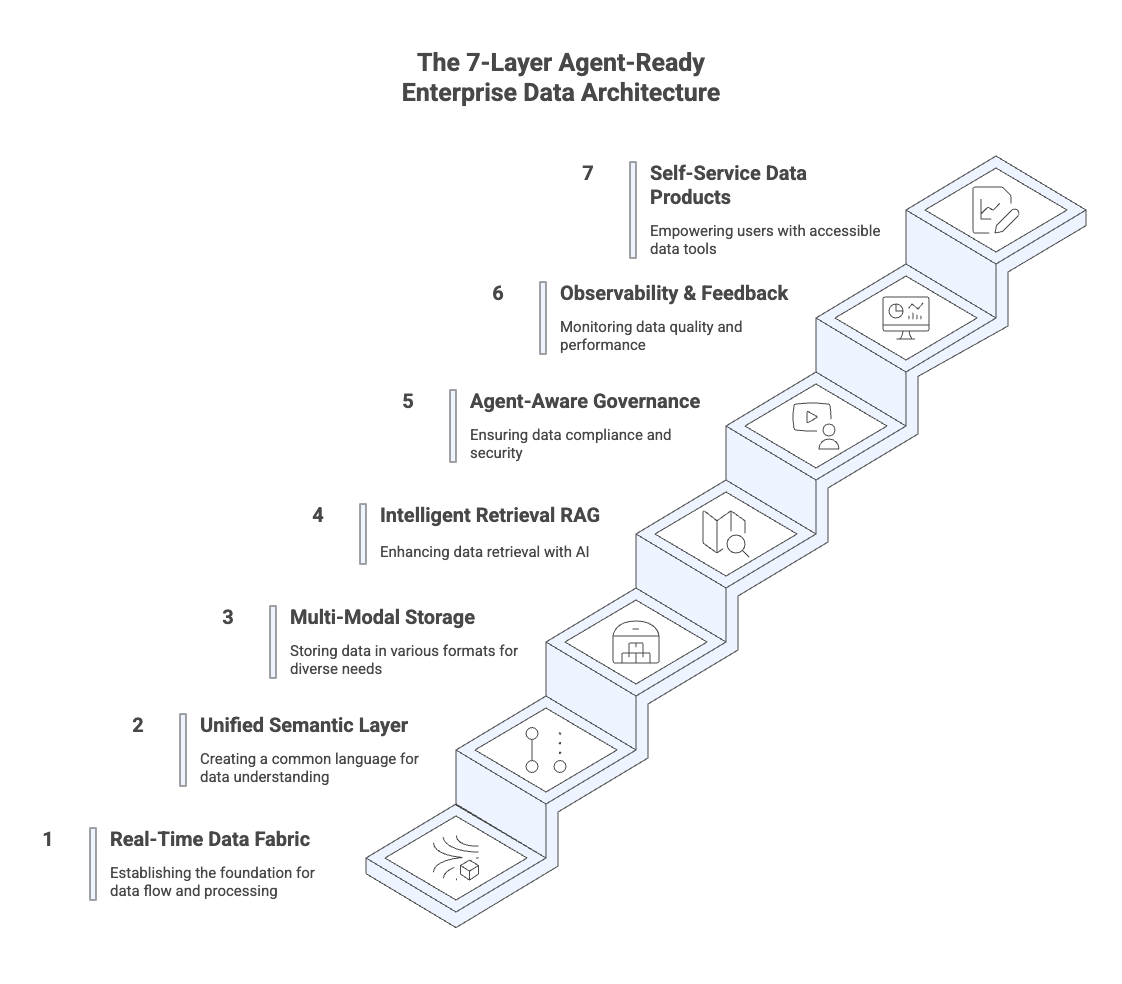 The 7-Layer Agent-Ready
Enterprise Data Architecture
7
Self-Service Data
Products
Empowering users with accessible
data tools
6
Observability & Feedback
Monitoring data quality and
performance
5
Agent-Aware Governance
Ensuring data compliance and
security
4
Intelligent Retrieval RAG
Enhancing data retrieval with AI
3
Multi-Modal Storage
Storing data in various formats for
diverse needs
2
Unified Semantic Layer
Creating a common language for
data understanding
1
Real-Time Data Fabric
Establishing the foundation for
data flow and processing